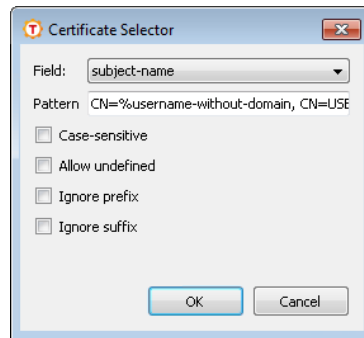 Certificate Selector
Field: subject-name
Pattern CN=%username-without-domain, CN=USE
Case-sensitive
Allow undefined
Ignore prefix
Ignore suffix
OK Cancel